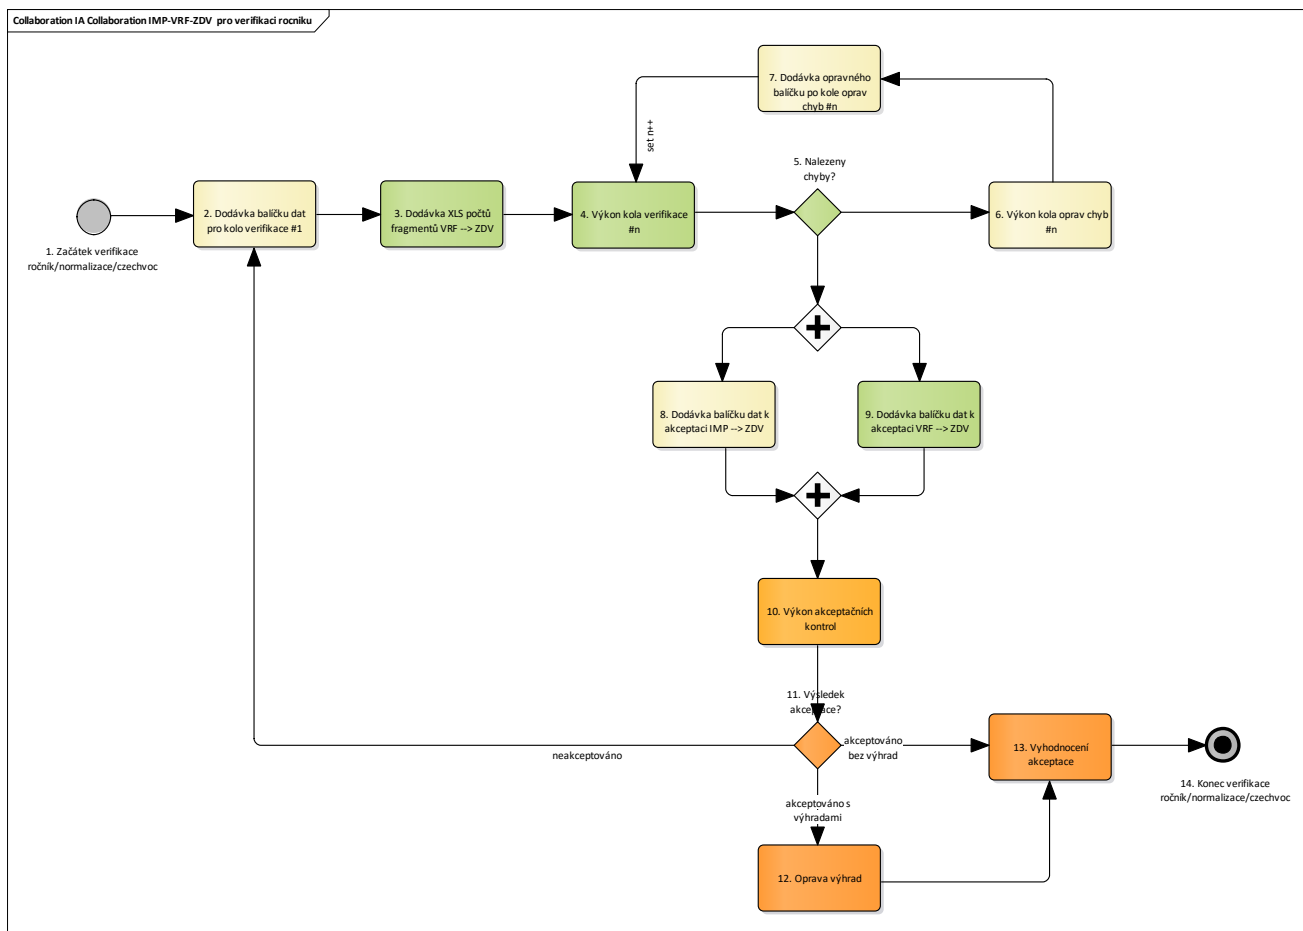 Collaboration IA Collaboration IMP-VRF-ZDV pro verifikaci rocniku
7. Dodávka opravného
balíčku po kole oprav
chyb #n
set n++
5. Nalezeny
chyby?
2. Dodávka balíčku dat
pro kolo verifikace #1
3. Dodávka XLS počtů
fragmentů VRF --> ZDV
4. Výkon kola verifikace
#n
6. Výkon kola oprav chyb
#n
1. Začátek verifikace
ročník/normalizace/czechvoc
8. Dodávka balíčku dat k
akceptaci IMP --> ZDV
9. Dodávka balíčku dat k
akceptaci VRF --> ZDV
10. Výkon akceptačních
kontrol
11. Výsledek
akceptace?
neakceptováno
akceptováno
bez výhrad
13. Vyhodnocení
akceptace
14. Konec verifikace
ročník/normalizace/czechvoc
akceptováno s
výhradami
12. Oprava výhrad